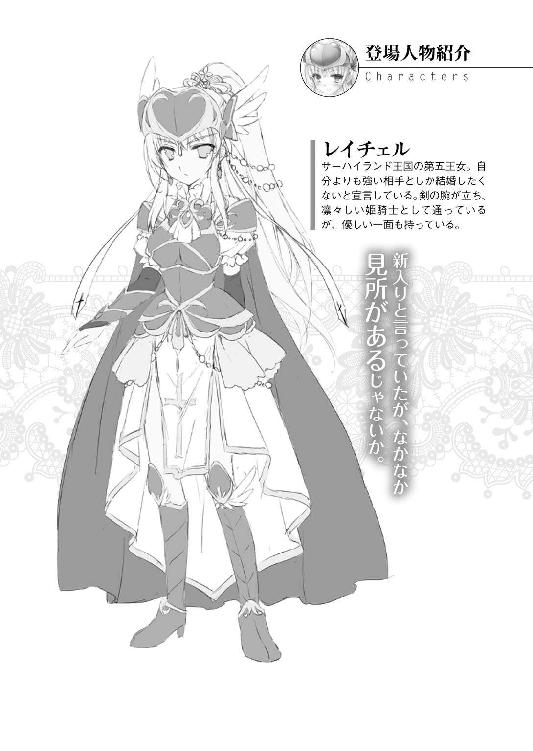 登場人物紹介
Characters
レイチェル
サーハイランド王国の第五王女。自
分よりも強い相手としか結婚したく
ないと宣言している。剣の腕が立ち、
凛々しい姫騎士として通っている
が、優しい一面も持っている。
新入りと言っていたが、なかなか
見所があるじゃないか。